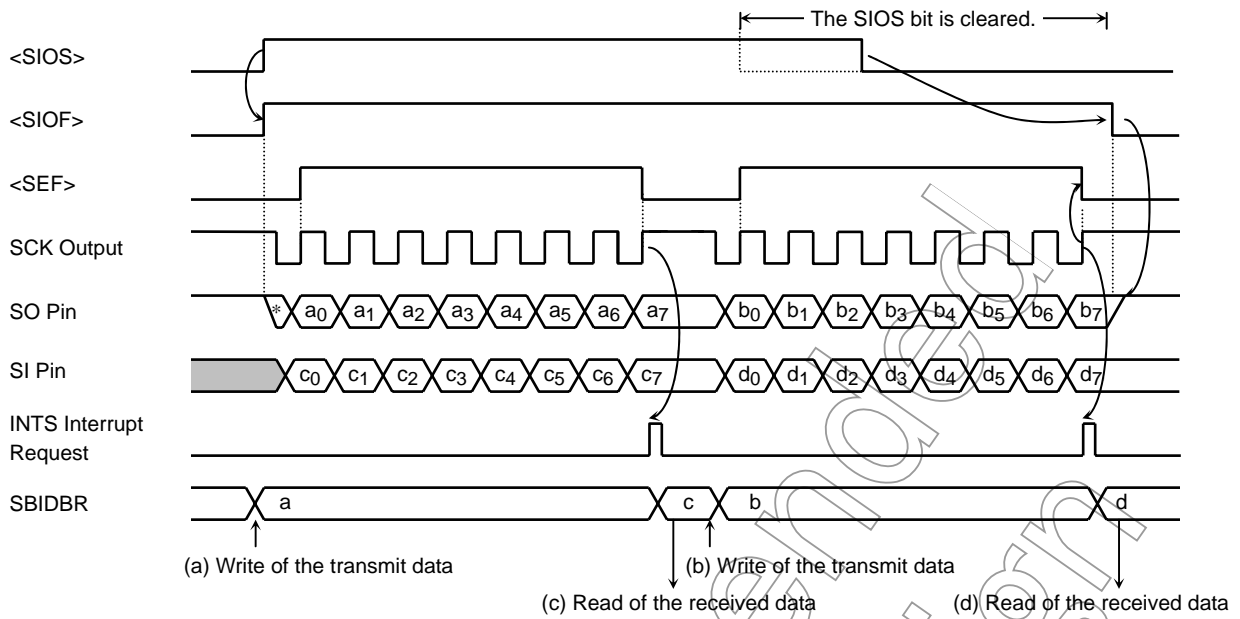 The SIOS bit is cleared.
<SIOS>
<SIOF>
<SEF>
SCK Output
SO Pin * a0 a1 a2 a3 a4 a5 a6 a7 b0 b1 b2 b3 b4 b5 b6 b7
SI Pin c0 c1 c2 c3 c4 c5 c6 c7 d0 d1 d2 d3 d4 d5 d6 d7
INTS Interrupt
Request
SBIDBR a c b d
(a) Write of the transmit data (b) Write of the transmit data
(c) Read of the received data (d) Read of the received data